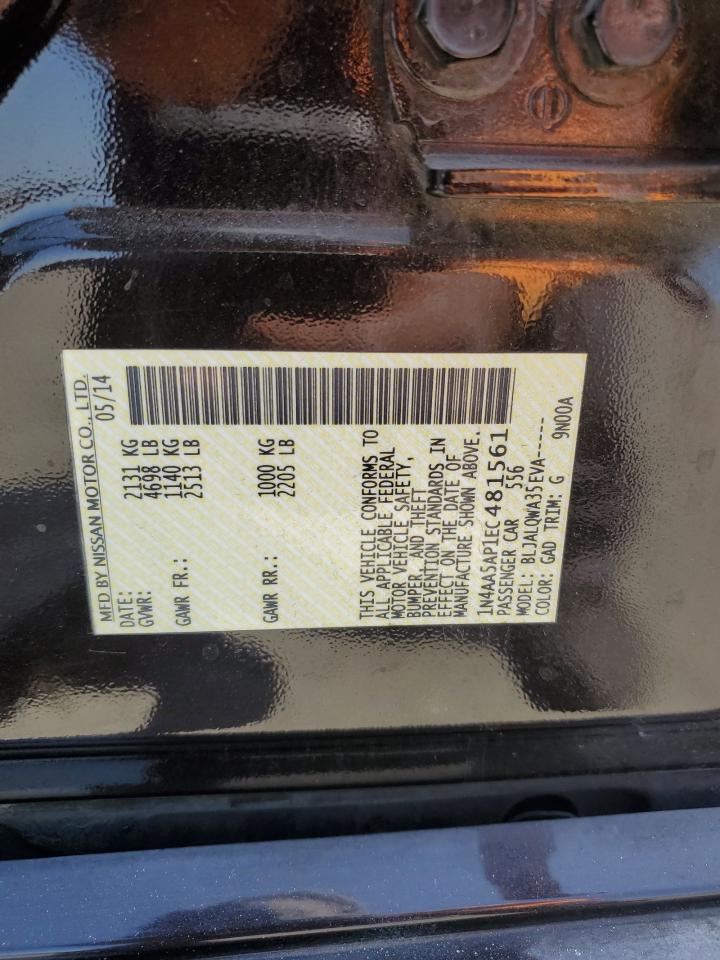 MFD BY NISSAN MOTOR CO., LTD.
DATE: 05/14
GVWR: 2131 KG
4698 LB
GAWR FR.: 1140 KG
2513 LB
GAWR RR.: 1000 KG
2205 LB
THIS VEHICLE CONFORMS TO
ALL APPLICABLE FEDERAL
MOTOR VEHICLE SAFETY,
BUMPER, AND THEFT
PREVENTION STANDARDS IN
EFFECT ON THE DATE OF
MANUFACTURE SHOWN ABOVE.
1N4AA5AP1EC481561
PASSENGER CAR 556
MODEL: BLJALQWA35EVA-----
COLOR: GAD TRIM: G 9N00A